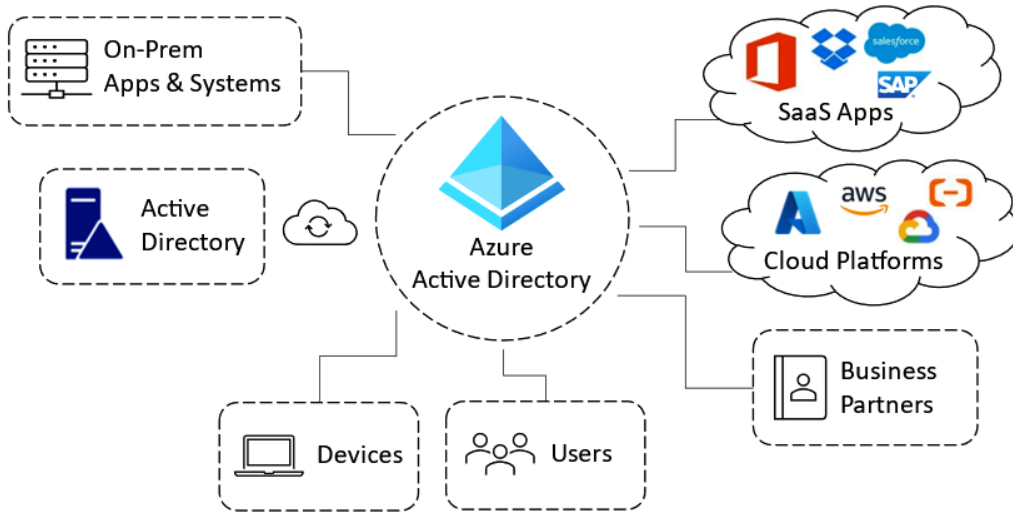 On-Prem
Apps & Systems
salesforce
SAP
SaaS Apps
Active
Directory
Azure
Active Directory
aws
Cloud Platforms
Business
Partners
Devices
Users